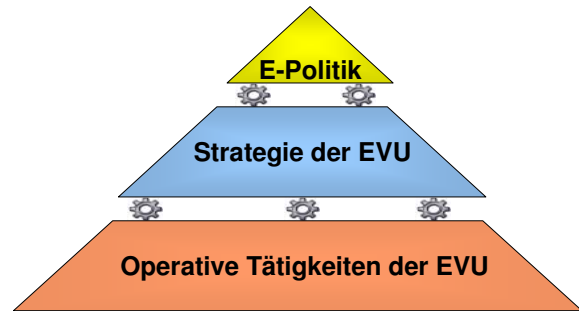 E-Politik
Strategie der EVU
Operative Tätigkeiten der EVU